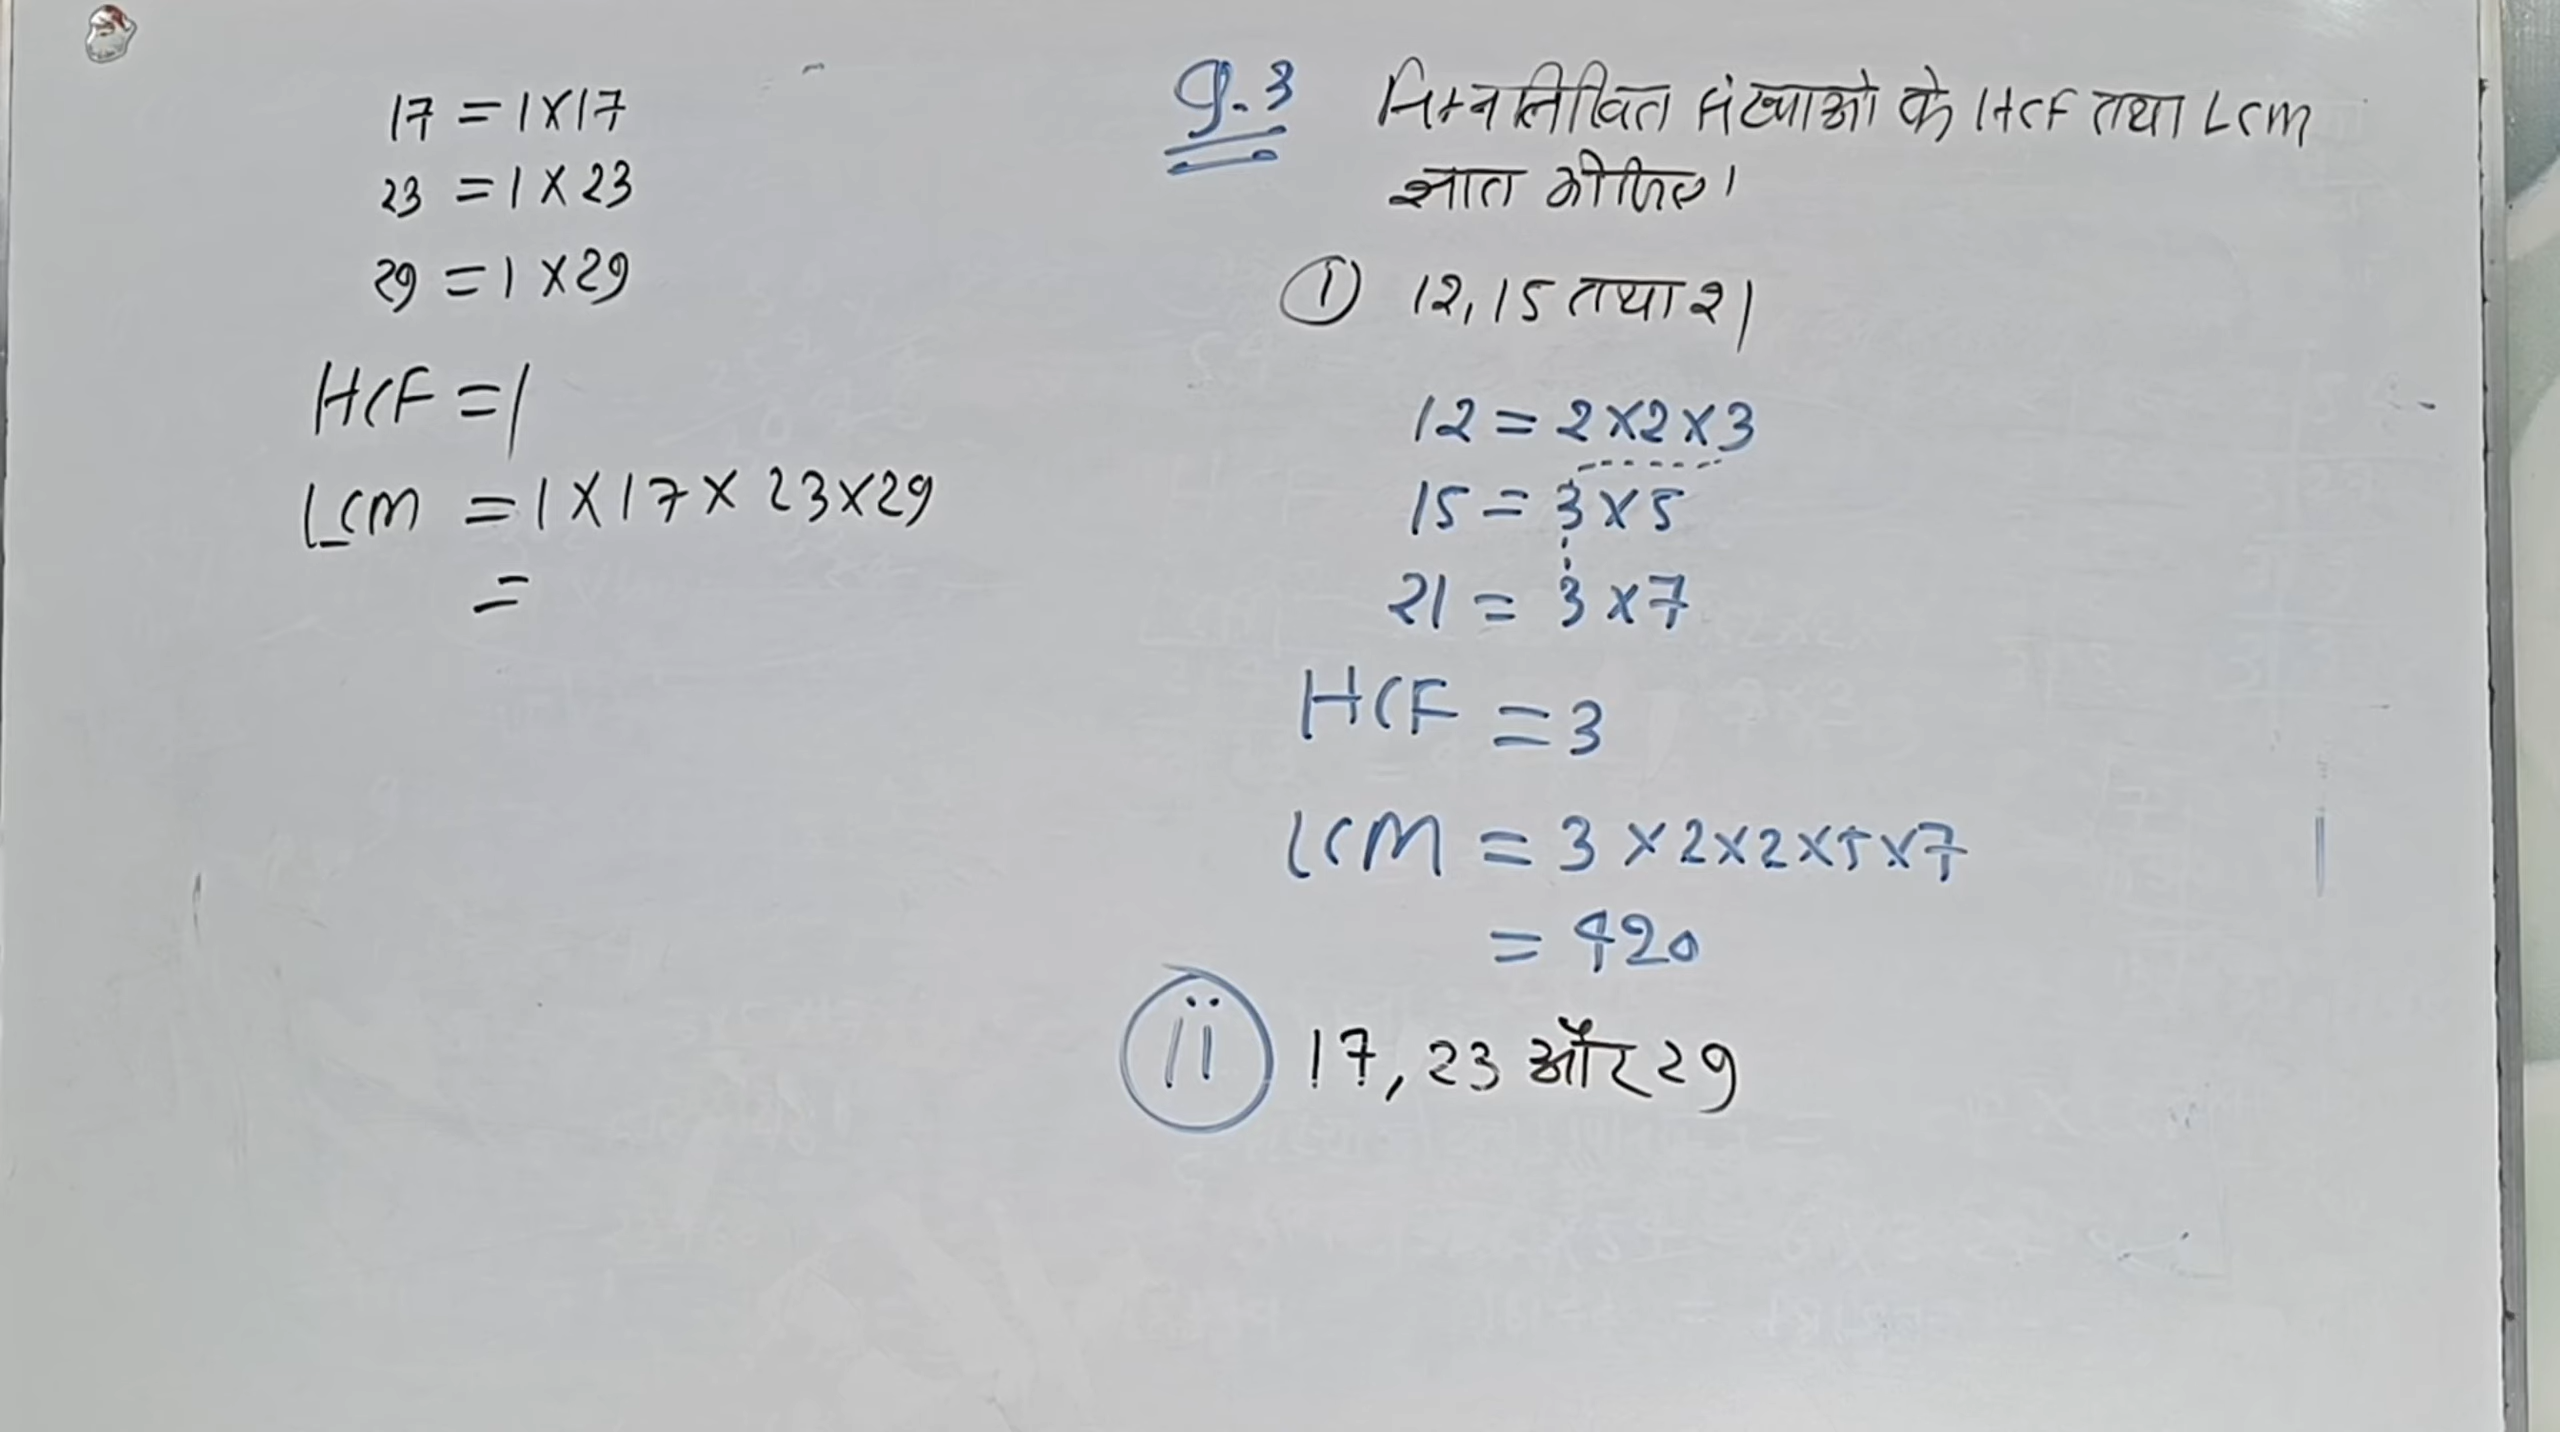 Q.3 निम्नलिखित संख्याओ के HCF तथा LCM
ज्ञात कीजिए।
(i) 12, 15 तथा 21
12 = 2×2×3
15 = 3×5
21 = 3×7
HCF = 3
LCM = 3×2×2×5×7
= 420
(ii) 17, 23 और 29
17 = 1×17
23 = 1×23
29 = 1×29
HCF = 1
LCM = 1×17×23×29
=